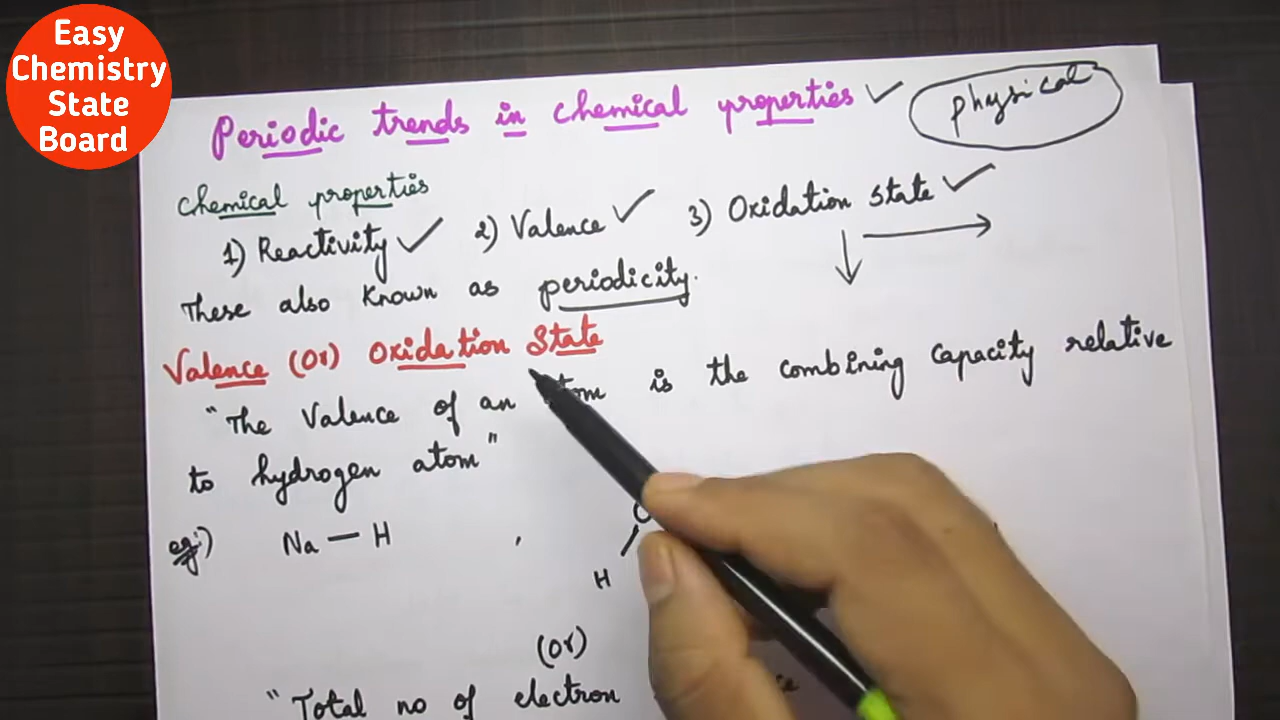 Easy
Chemistry
State
Board
Periodic trends in chemical properties
Physical
Chemical properties
1) Reactivity 2) Valence 3) Oxidation state
These also known as periodicity.
Valence (Or) Oxidation State
"The Valence of an atom is the combining capacity relative
to hydrogen atom"
eg:) Na — H ,
H
(Or)
"Total no of electron